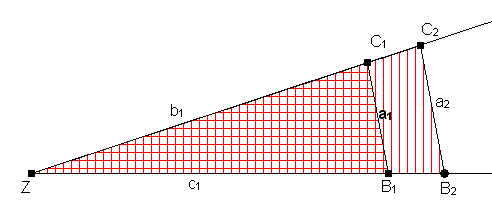 C₂
C₁
b₁
a₁
a₂
Z
c₁
B₁
B₂